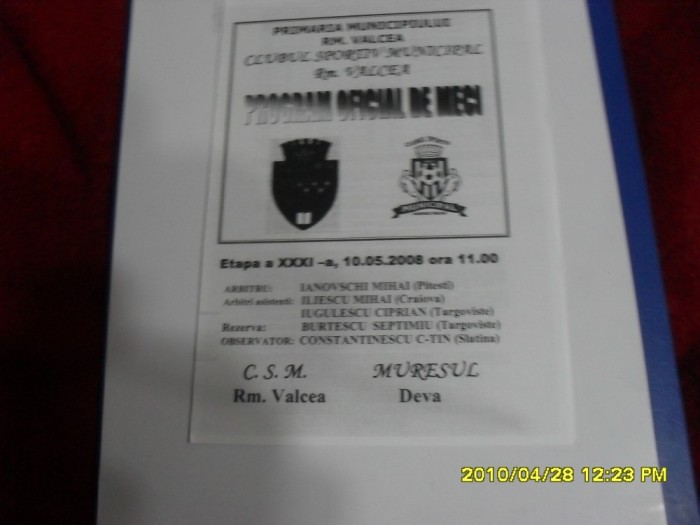 PRIMARIA MUNICIPIULUI
RM. VALCEA
CLUBUL SPORTIV MUNICIPAL
Rm. VALCEA
PROGRAM OFICIAL DE MECI
MUNICIPAL
Etapa a XXXI –a, 10.05.2008 ora 11.00
ARBITRU: IANOVSCHI MIHAI (Pitesti)
Arbitri asistenti: ILIESCU MIHAI (Craiova)
IUGULESCU CIPRIAN (Targoviste)
Rezerva: BURTESCU SEPTIMIU (Targoviste)
OBSERVATOR: CONSTANTINESCU C-TIN (Slatina)
C. S. M. MURESUL
Rm. Valcea Deva
2010/04/28 12:23 PM